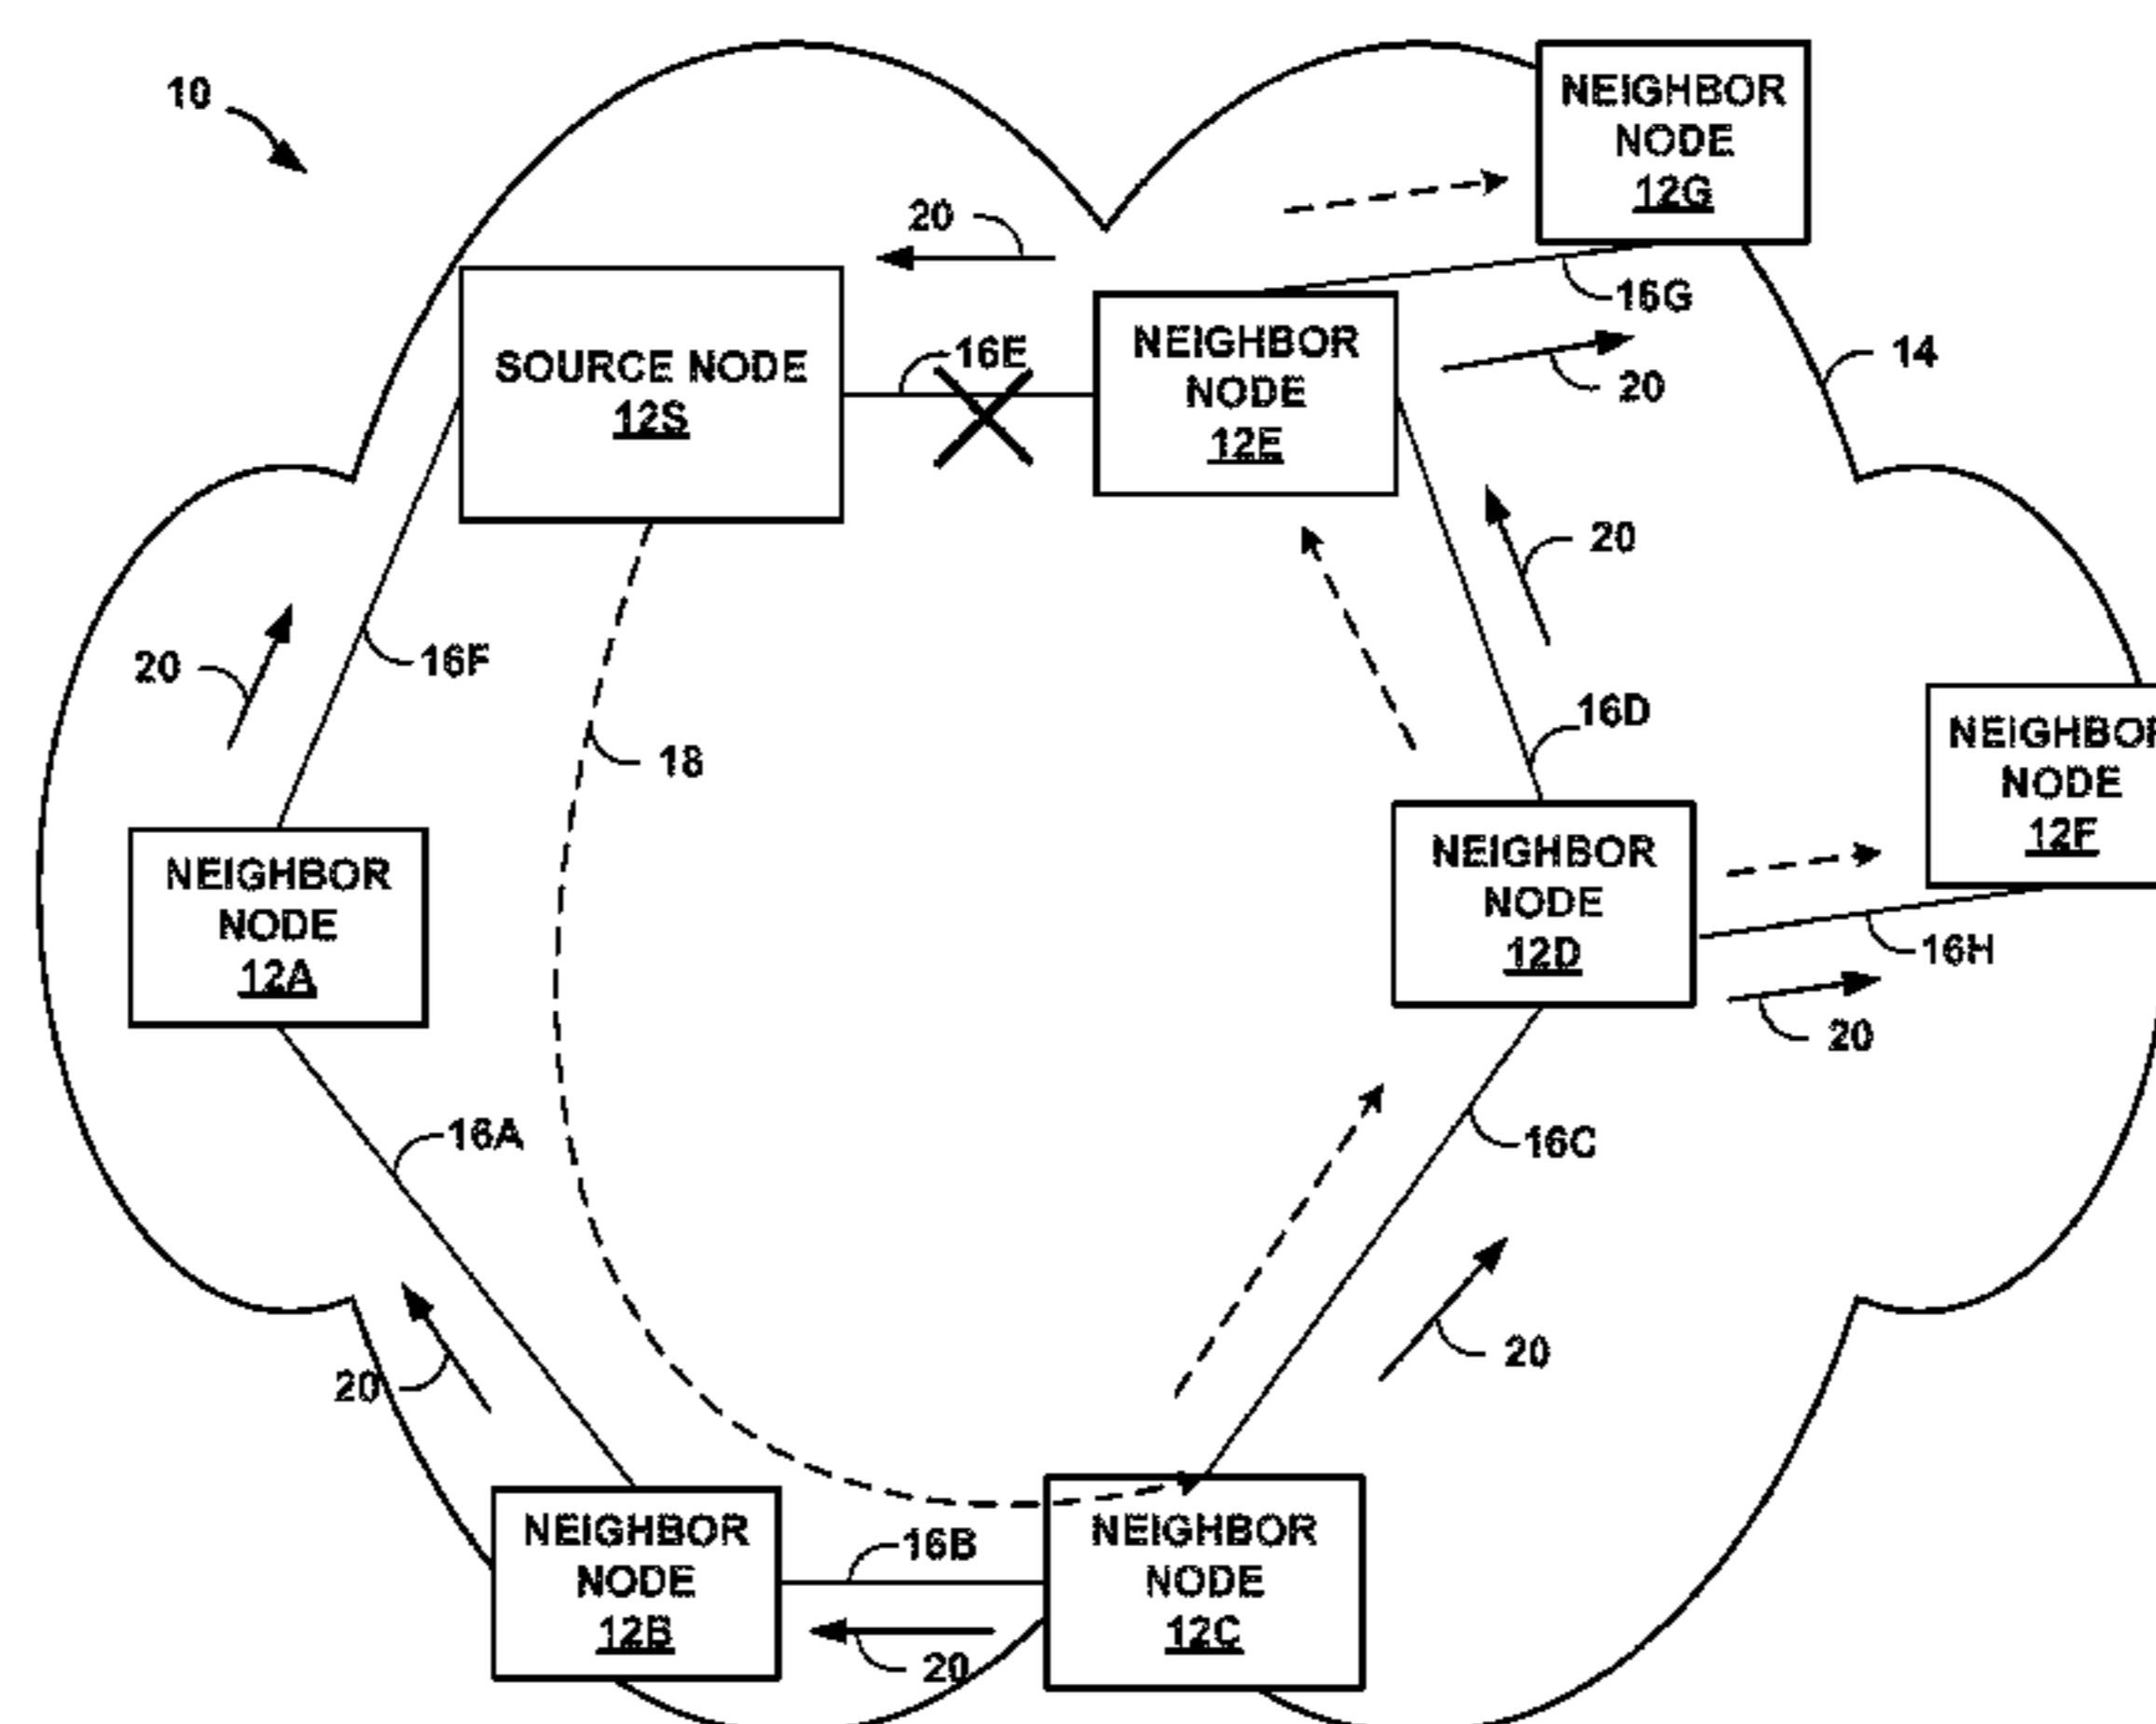 10
NEIGHBOR
NODE
12G
20
16G
SOURCE NODE
12S
16E
NEIGHBOR
NODE
12E
14
20
20
20
16F
16D
18
NEIGHBOR
NODE
12F
NEIGHBOR
NODE
12A
NEIGHBOR
NODE
12D
16H
20
16A
16C
20
20
NEIGHBOR
NODE
12B
16B
20
NEIGHBOR
NODE
12C